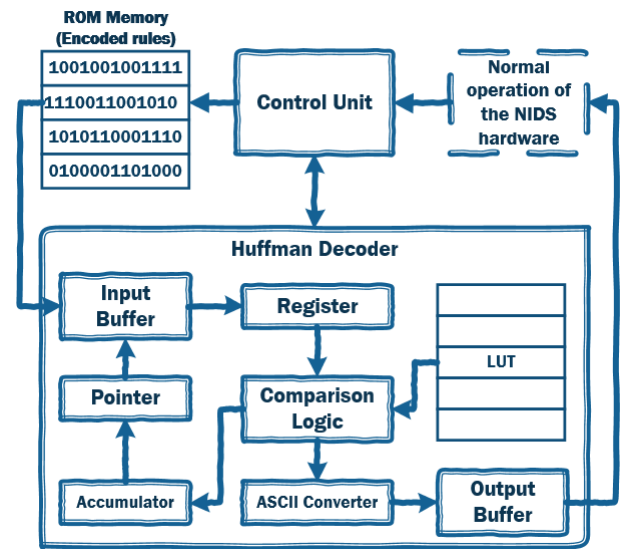 ROM Memory
(Encoded rules)
1001001001111
1110011001010
1010110001110
0100001101000
Control Unit
Normal
operation of
the NIDS
hardware
Huffman Decoder
Input
Buffer
Register
LUT
Pointer
Comparison
Logic
Accumulator
ASCII Converter
Output
Buffer